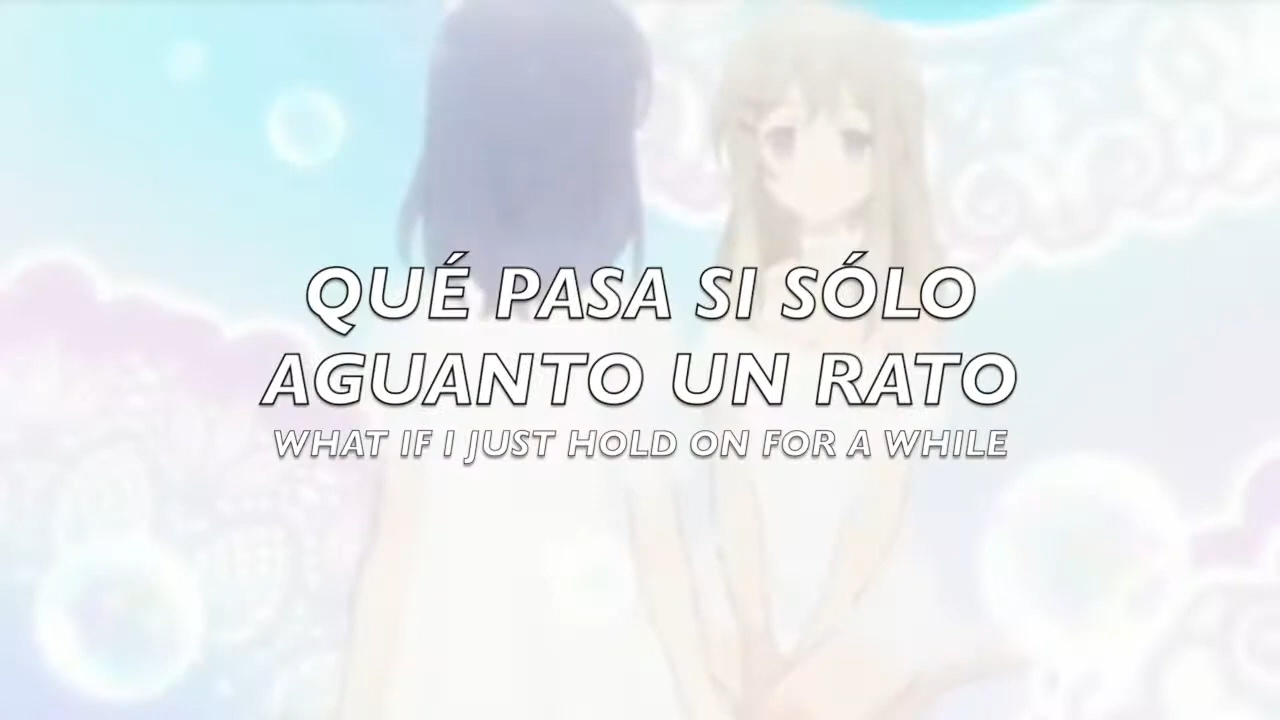 QUÉ PASA SI SÓLO
AGUANTO UN RATO
WHAT IF I JUST HOLD ON FOR A WHILE